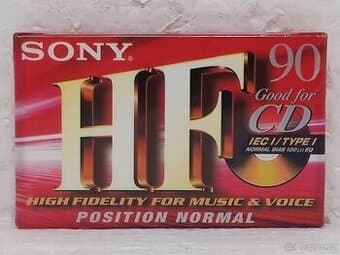 SONY
HF
90
Good for
CD
IEC I / TYPE I
NORMAL BIAS 120 μs EQ
HIGH FIDELITY FOR MUSIC & VOICE
POSITION NORMAL